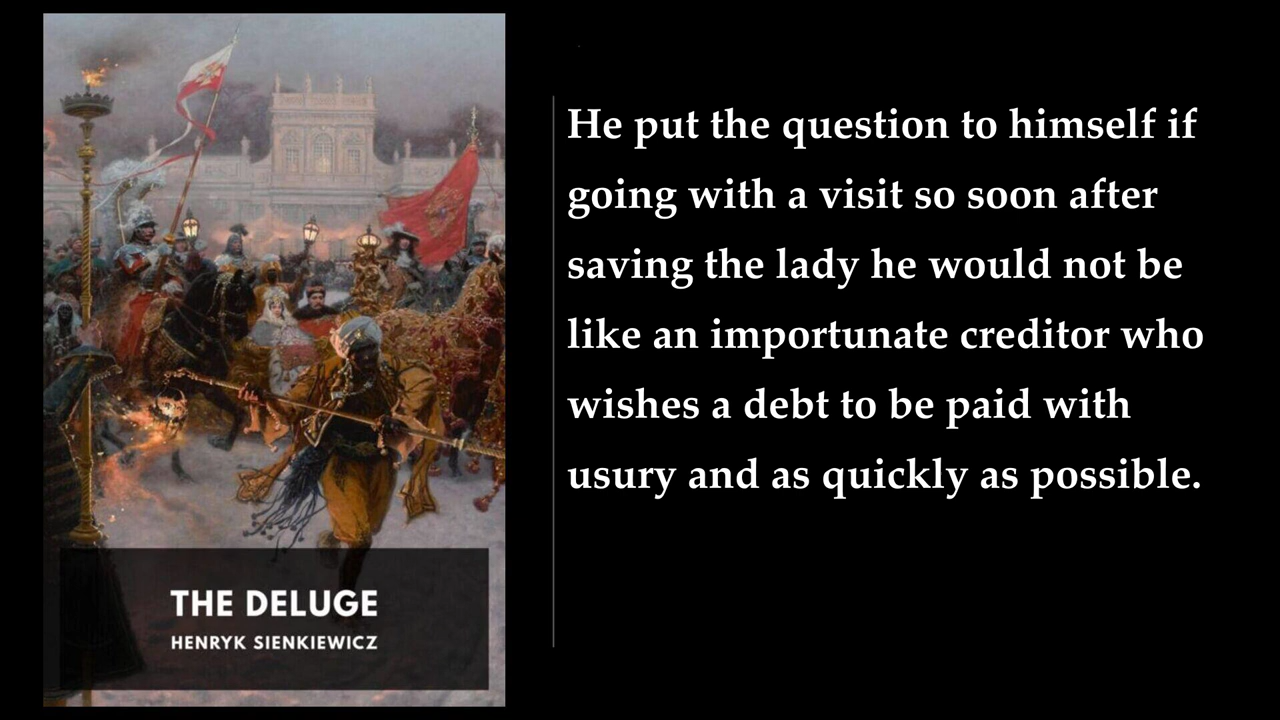 He put the question to himself if
going with a visit so soon after
saving the lady he would not be
like an importunate creditor who
wishes a debt to be paid with
usury and as quickly as possible.
THE DELUGE
HENRYK SIENKIEWICZ